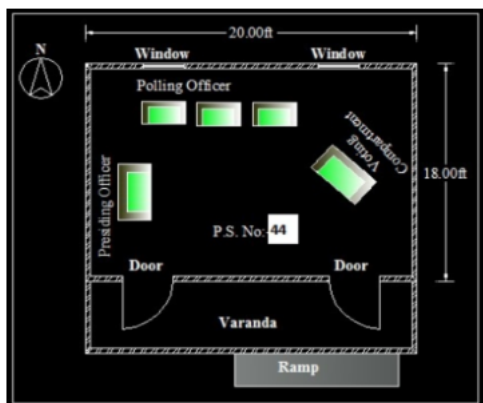 N
20.00ft
Window
Window
Polling Officer
Voting
Compartment
18.00ft
Presiding Officer
P.S. No: 44
Door
Door
Varanda
Ramp